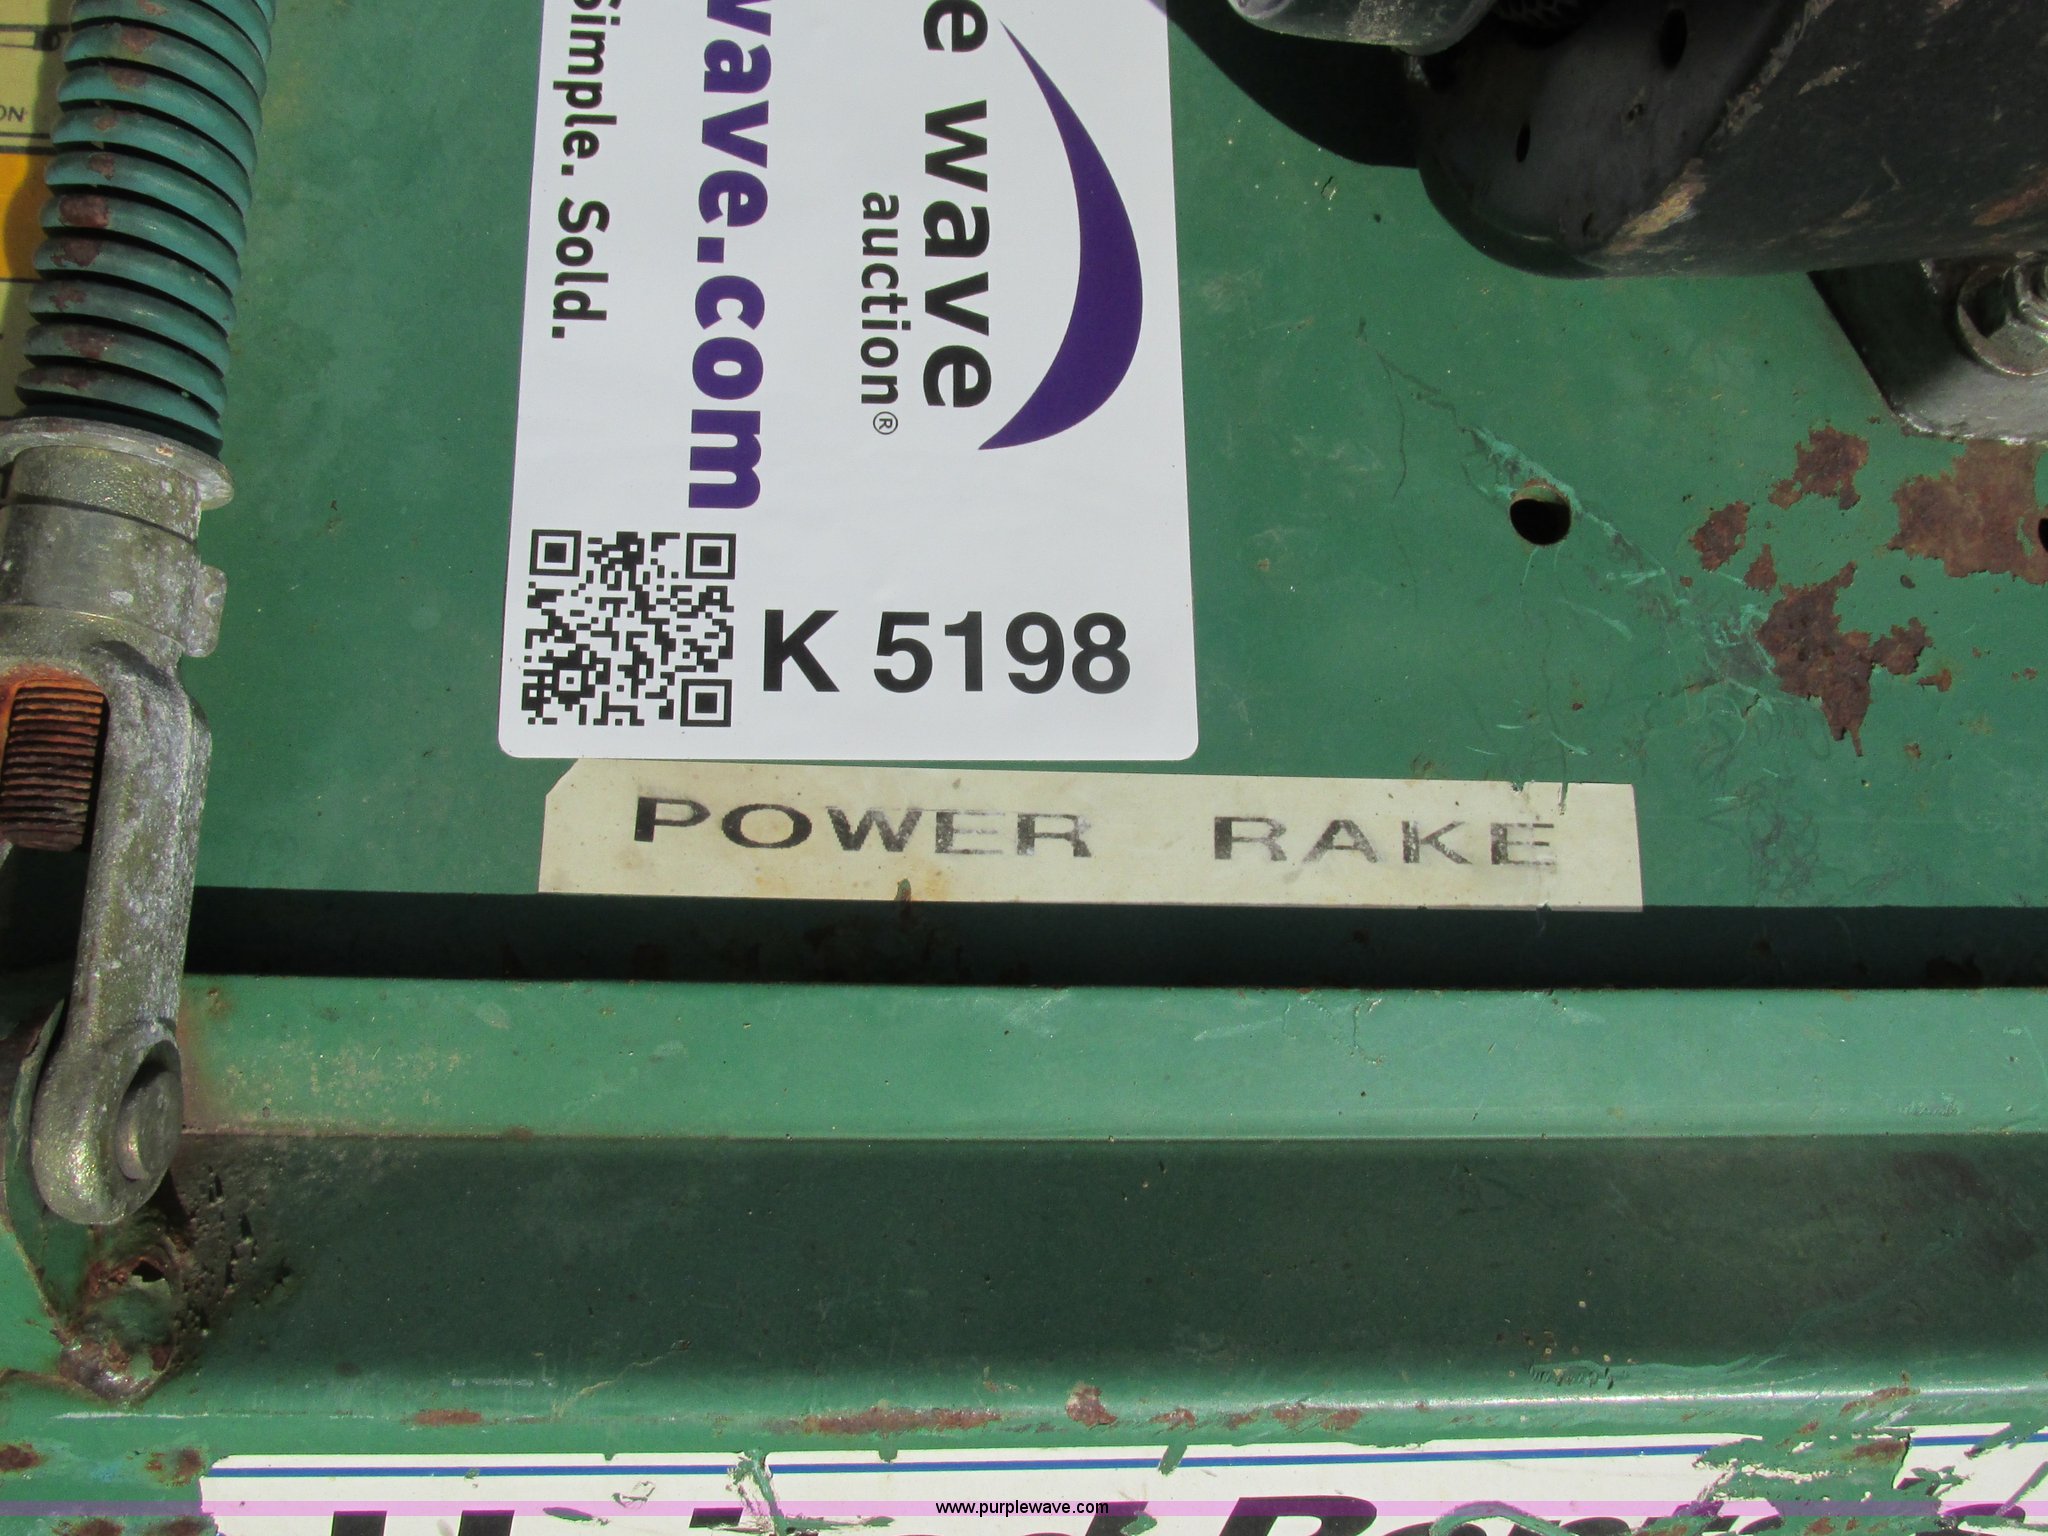 e wave
auction®
wave.com
Simple. Sold.
K 5198
POWER RAKE
www.purplewave.com